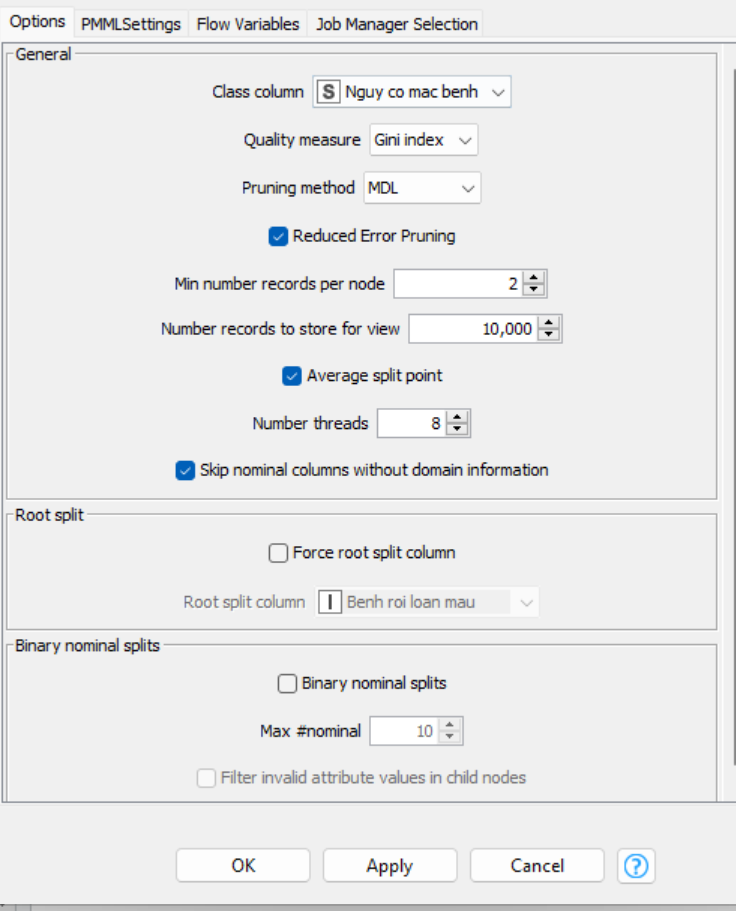 Options PMMLSettings Flow Variables Job Manager Selection
General
Class column S Nguy co mac benh
Quality measure Gini index
Pruning method MDL
Reduced Error Pruning
Min number records per node 2
Number records to store for view 10,000
Average split point
Number threads 8
Skip nominal columns without domain information
Root split
Force root split column
Root split column I Benh roi loan mau
Binary nominal splits
Binary nominal splits
Max #nominal 10
Filter invalid attribute values in child nodes
OK Apply Cancel ?